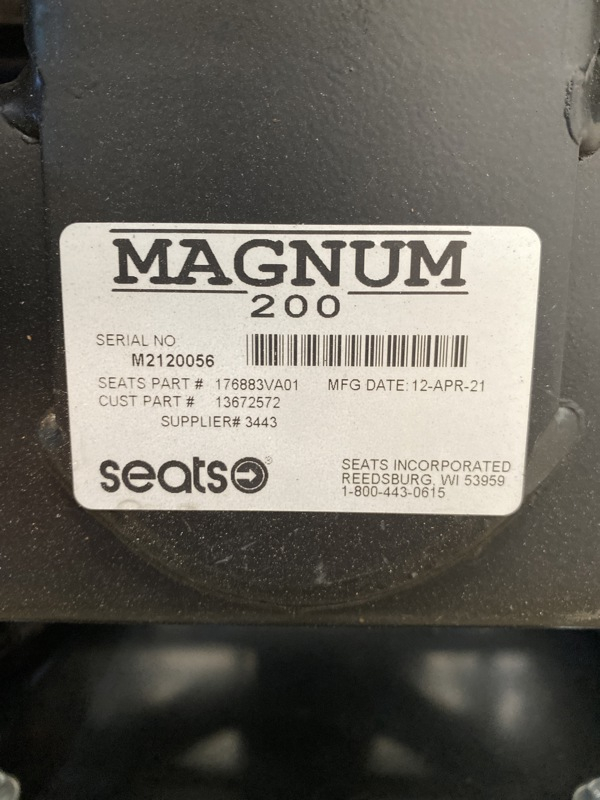 MAGNUM
200
SERIAL NO:
M2120056
SEATS PART # 176883VA01 MFG DATE: 12-APR-21
CUST PART # 13672572
SUPPLIER# 3443
seats®
SEATS INCORPORATED
REEDSBURG, WI 53959
1-800-443-0615